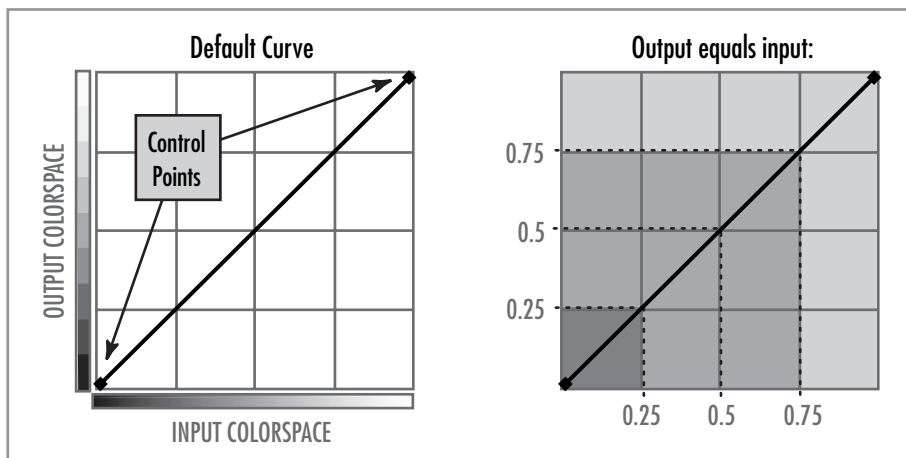 Default Curve
Control
Points
OUTPUT COLORSPACE
INPUT COLORSPACE
Output equals input:
0.75
0.5
0.25
0.25
0.5
0.75